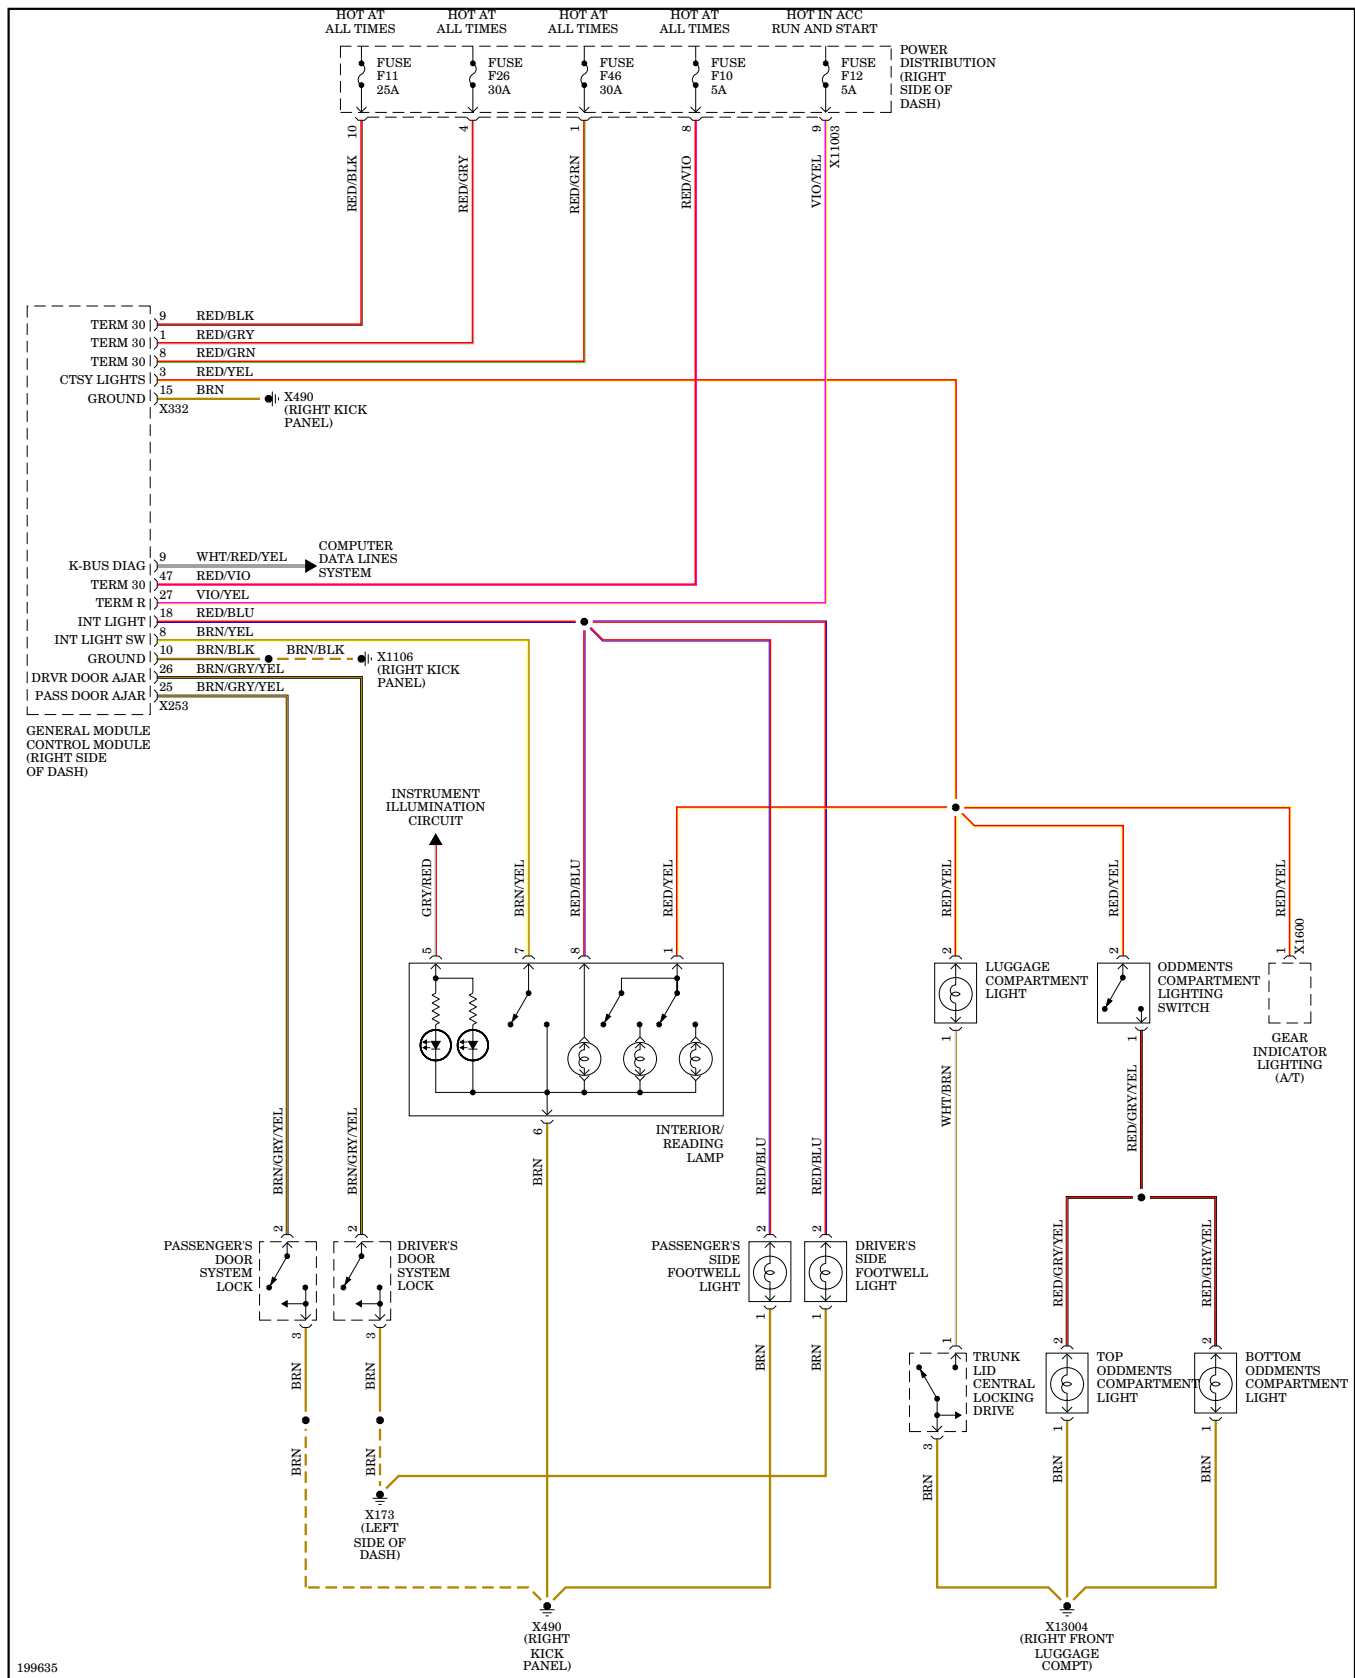 HOT AT
ALL TIMES
HOT AT
ALL TIMES
HOT AT
ALL TIMES
HOT AT
ALL TIMES
HOT IN ACC
RUN AND START
FUSE
F11
25A
FUSE
F26
30A
FUSE
F46
30A
FUSE
F10
5A
FUSE
F12
5A
POWER
DISTRIBUTION
(RIGHT
SIDE OF
DASH)
10
4
1
8
9
X11003
RED/BLK
RED/GRY
RED/GRN
RED/VIO
VIO/YEL
TERM 30
9
RED/BLK
TERM 30
1
RED/GRY
TERM 30
8
RED/GRN
CTSY LIGHTS
3
RED/YEL
GROUND
15
BRN
X332
X490
(RIGHT KICK
PANEL)
K-BUS DIAG
9
WHT/RED/YEL
COMPUTER
DATA LINES
SYSTEM
TERM 30
47
RED/VIO
TERM R
27
VIO/YEL
INT LIGHT
18
RED/BLU
INT LIGHT SW
8
BRN/YEL
GROUND
10
BRN/BLK
BRN/BLK
X1106
(RIGHT KICK
PANEL)
DRVR DOOR AJAR
26
BRN/GRY/YEL
PASS DOOR AJAR
25
BRN/GRY/YEL
X253
GENERAL MODULE
CONTROL MODULE
(RIGHT SIDE
OF DASH)
INSTRUMENT
ILLUMINATION
CIRCUIT
GRY/RED
BRN/YEL
RED/BLU
RED/YEL
RED/YEL
RED/YEL
RED/YEL
5
7
8
1
2
2
1
X1600
LUGGAGE
COMPARTMENT
LIGHT
ODDMENTS
COMPARTMENT
LIGHTING
SWITCH
1
1
GEAR
INDICATOR
LIGHTING
(A/T)
WHT/BRN
RED/GRY/YEL
6
INTERIOR/
READING
LAMP
BRN
BRN/GRY/YEL
BRN/GRY/YEL
RED/BLU
RED/BLU
2
2
2
2
RED/GRY/YEL
RED/GRY/YEL
PASSENGER'S
DOOR
SYSTEM
LOCK
DRIVER'S
DOOR
SYSTEM
LOCK
PASSENGER'S
SIDE
FOOTWELL
LIGHT
DRIVER'S
SIDE
FOOTWELL
LIGHT
3
3
1
1
BRN
BRN
BRN
BRN
1
2
2
TRUNK
LID
CENTRAL
LOCKING
DRIVE
TOP
ODDMENTS
COMPARTMENT
LIGHT
BOTTOM
ODDMENTS
COMPARTMENT
LIGHT
3
1
1
BRN
BRN
BRN
BRN
BRN
X173
(LEFT
SIDE OF
DASH)
X490
(RIGHT
KICK
PANEL)
X13004
(RIGHT FRONT
LUGGAGE
COMPT)
199635